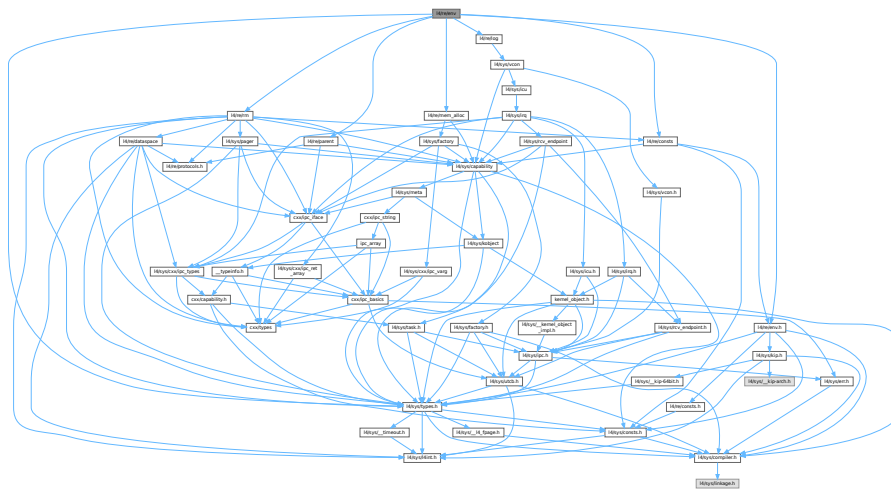 l4/re/env
l4/re/log
l4/sys/vcon
l4/sys/icu
l4/re/rm
l4/re/mem_alloc
l4/sys/irq
l4/re/dataspace
l4/sys/pager
l4/re/parent
l4/sys/factory
l4/sys/rcv_endpoint
l4/re/consts
l4/re/protocols.h
l4/sys/capability
l4/sys/meta
l4/sys/vcon.h
cxx/ipc_iface
cxx/ipc_string
ipc_array
l4/sys/kobject
l4/sys/cxx/ipc_types
__typeinfo.h
l4/sys/cxx/ipc_ret
_array
l4/sys/cxx/ipc_varg
l4/sys/icu.h
l4/sys/irq.h
cxx/capability.h
cxx/ipc_basics
kernel_object.h
cxx/types
l4/sys/task.h
l4/sys/factory.h
l4/sys/__kernel_object
_impl.h
l4/sys/rcv_endpoint.h
l4/re/env.h
l4/sys/ipc.h
l4/sys/kip.h
l4/sys/utcb.h
l4/sys/__kip-64bit.h
l4/sys/__kip-arch.h
l4/sys/err.h
l4/sys/types.h
l4/re/consts.h
l4/sys/__timeout.h
l4/sys/__l4_fpage.h
l4/sys/consts.h
l4/sys/l4int.h
l4/sys/compiler.h
l4/sys/linkage.h